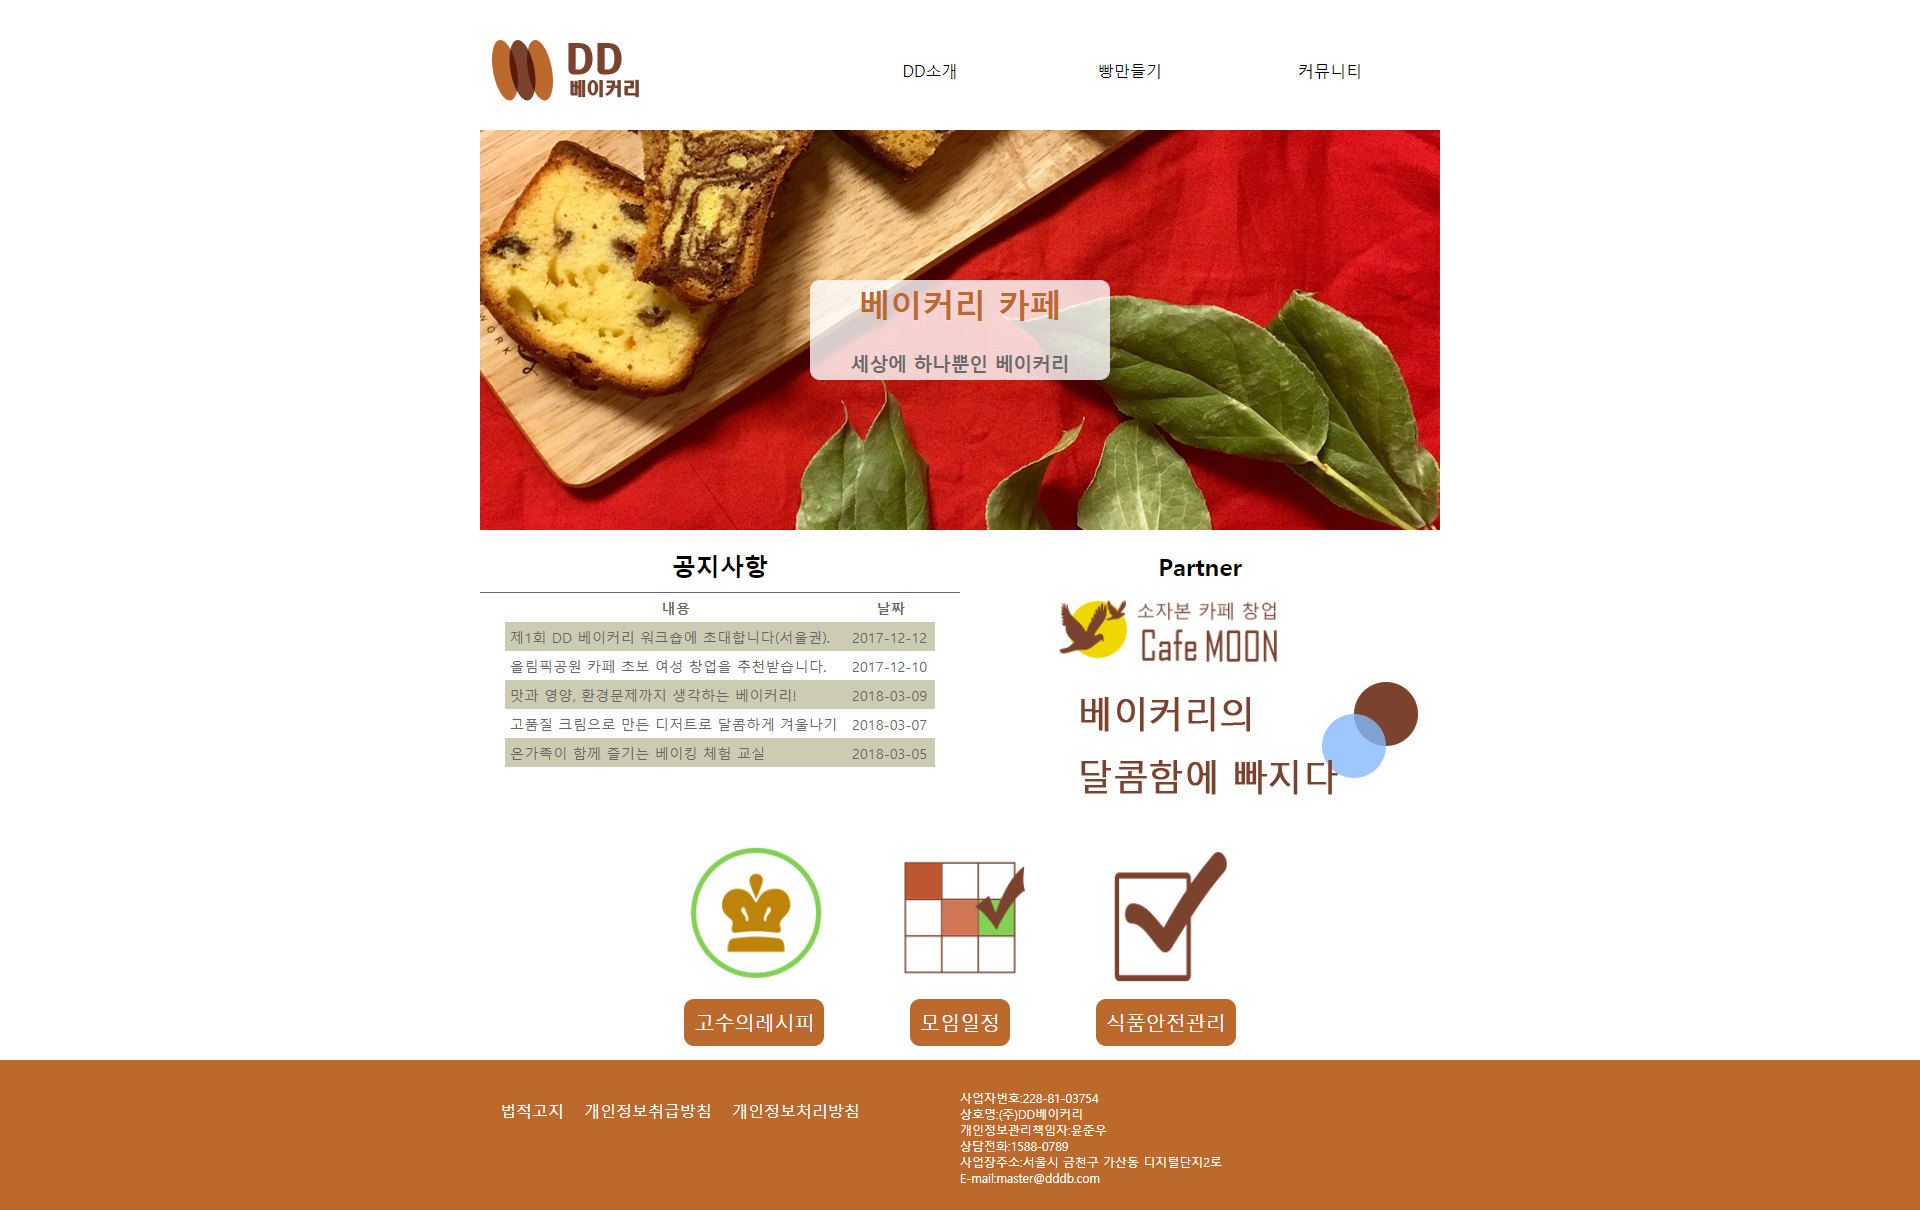 DD
베이커리
DD소개
빵만들기
커뮤니티
WORK
베이커리 카페
세상에 하나뿐인 베이커리
공지사항
내용 날짜
제1회 DD 베이커리 워크숍에 초대합니다(서울권). 2017-12-12
올림픽공원 카페 초보 여성 창업을 추천받습니다. 2017-12-10
맛과 영양, 환경문제까지 생각하는 베이커리! 2018-03-09
고품질 크림으로 만든 디저트로 달콤하게 겨울나기 2018-03-07
온가족이 함께 즐기는 베이킹 체험 교실 2018-03-05
Partner
소자본 카페 창업
Cafe MOON
베이커리의
달콤함에 빠지다
고수의레시피
모임일정
식품안전관리
법적고지 개인정보취급방침 개인정보처리방침
사업자번호:228-81-03754
상호명:(주)DD베이커리
개인정보관리책임자:윤준우
상담전화:1588-0789
사업장주소:서울시 금천구 가산동 디지털단지2로
E-mail:master@dddb.com